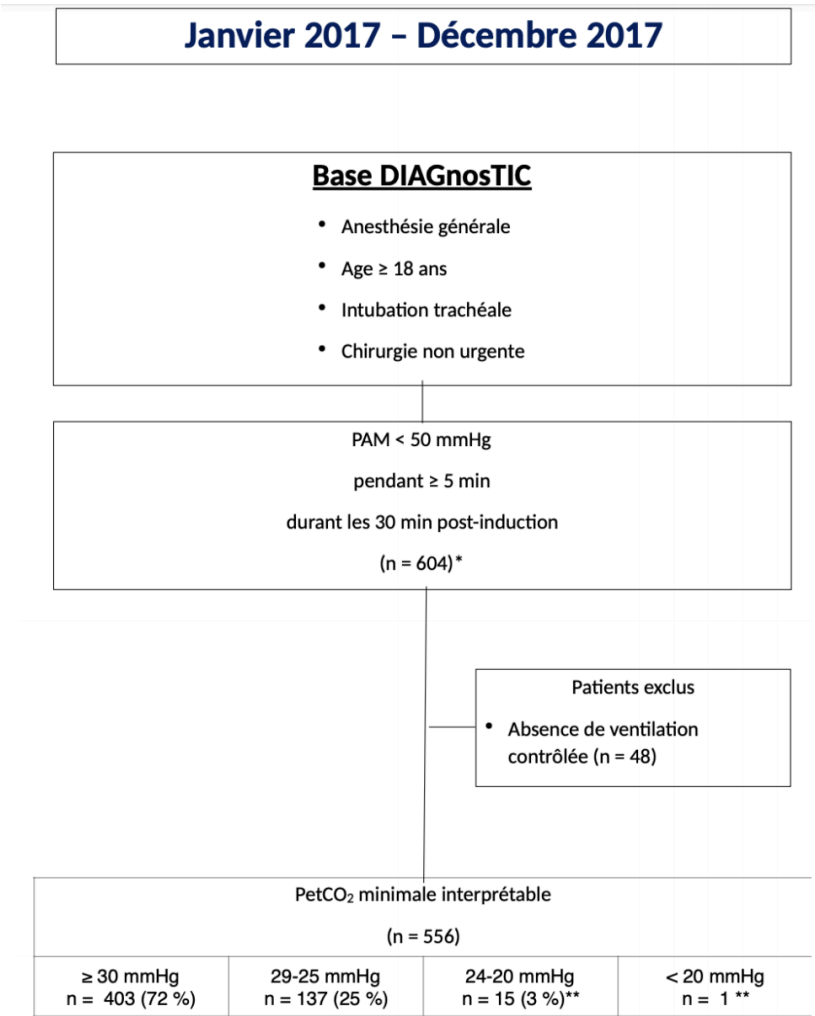 Janvier 2017 – Décembre 2017
Base DIAGnosTIC
• Anesthésie générale
• Age ≥ 18 ans
• Intubation trachéale
• Chirurgie non urgente
PAM < 50 mmHg
pendant ≥ 5 min
durant les 30 min post-induction
(n = 604)*
Patients exclus
• Absence de ventilation
contrôlée (n = 48)
PetCO₂ minimale interprétable
(n = 556)
≥ 30 mmHg
n = 403 (72 %)
29-25 mmHg
n = 137 (25 %)
24-20 mmHg
n = 15 (3 %)**
< 20 mmHg
n = 1 **